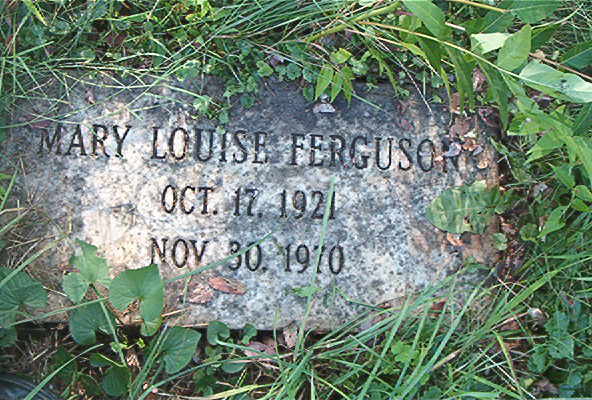 MARY LOUISE FERGUSON
OCT. 17. 1921
NOV 30. 1970